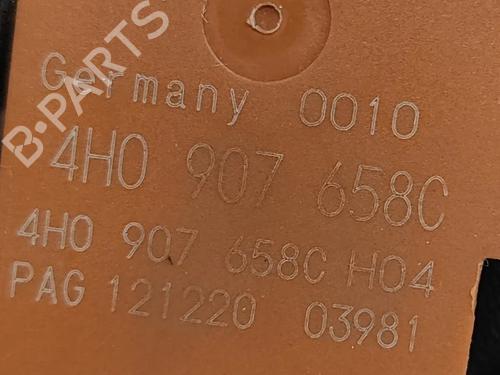 B-PARTS
Germany 0010
4H0 907 658C
4H0 907 658C H04
PAG 121220 03981